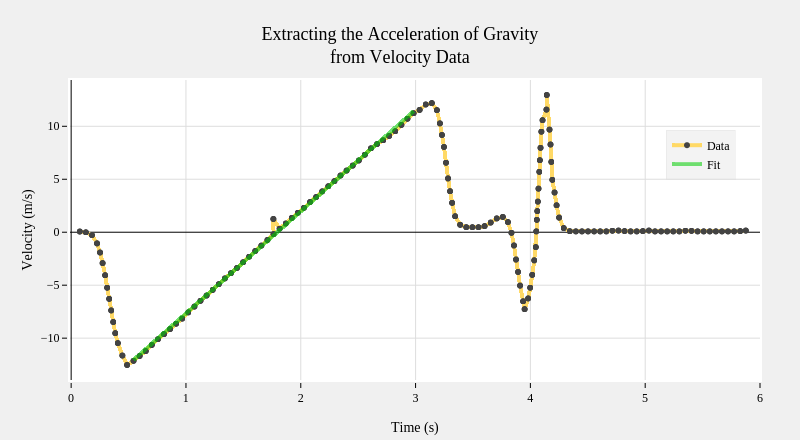 Extracting the Acceleration of Gravity
from Velocity Data
Velocity (m/s)
10
5
0
−5
−10
Data
Fit
0
1
2
3
4
5
6
Time (s)